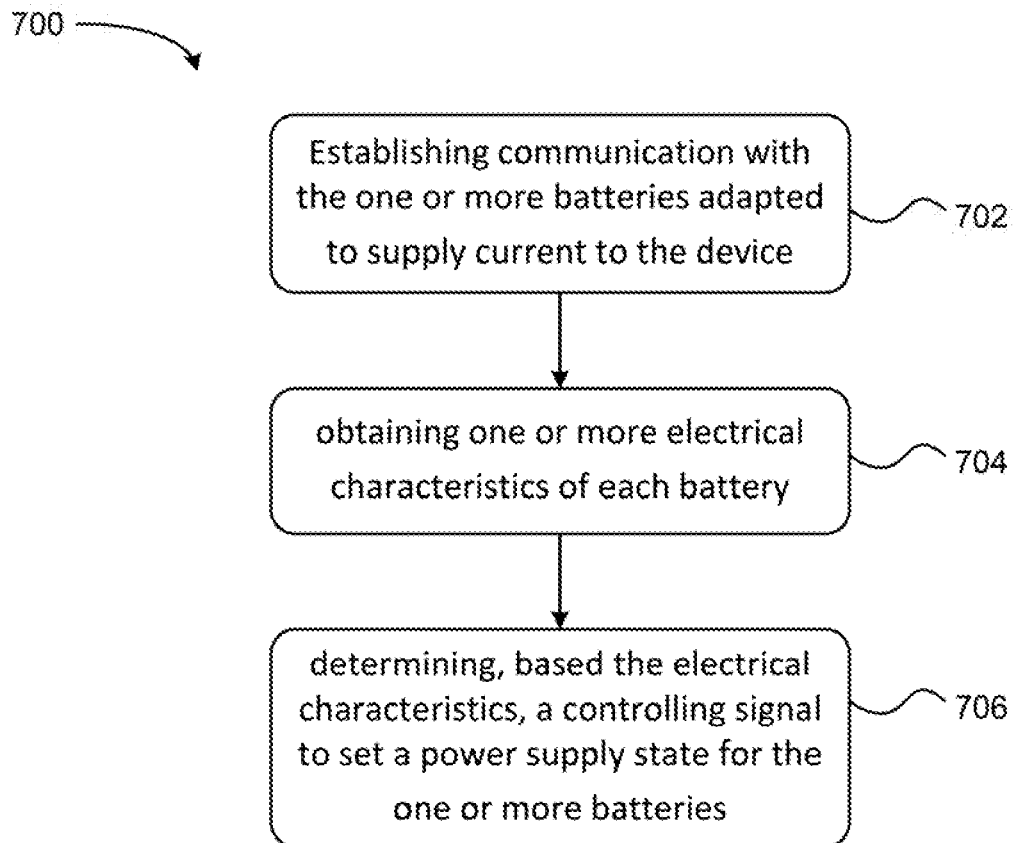 700
Establishing communication with
the one or more batteries adapted
to supply current to the device
702
obtaining one or more electrical
characteristics of each battery
704
determining, based the electrical
characteristics, a controlling signal
to set a power supply state for the
one or more batteries
706